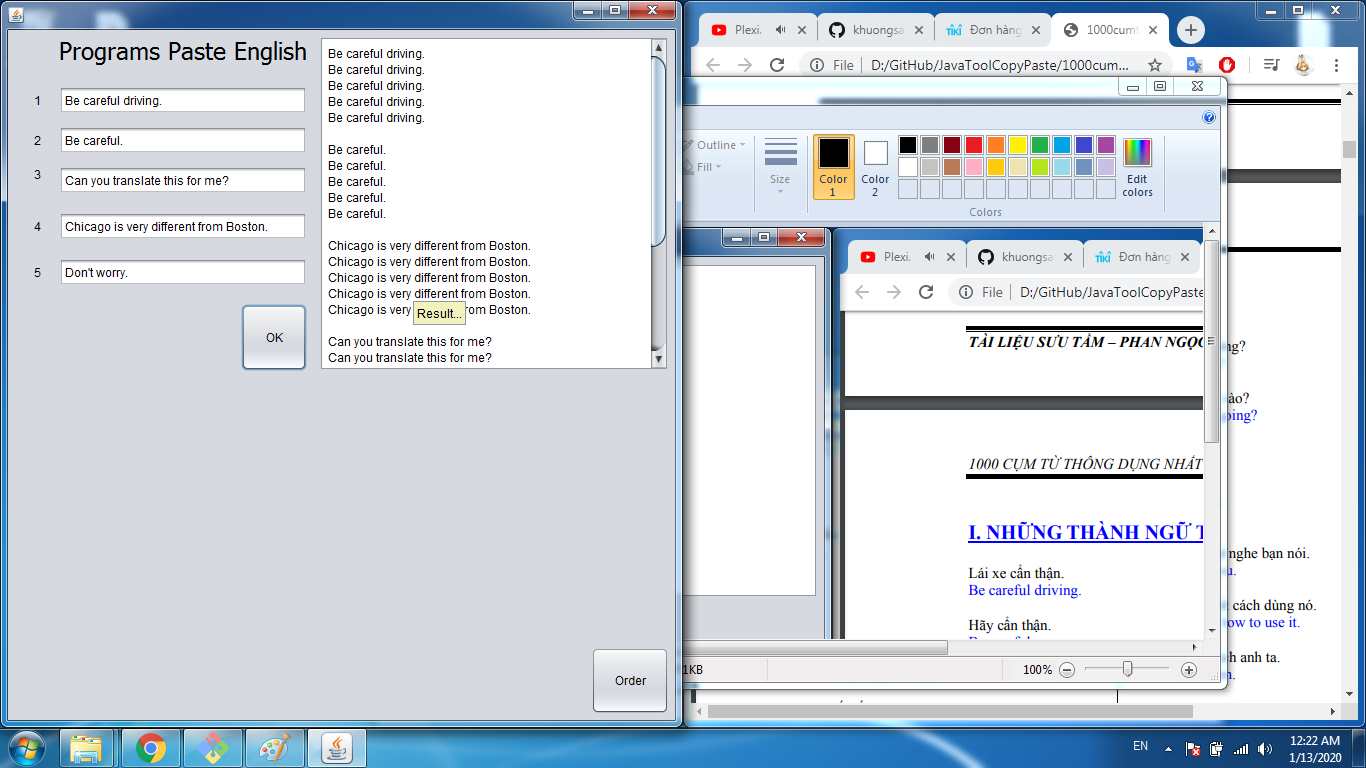 Programs Paste English
1 Be careful driving.
2 Be careful.
3 Can you translate this for me?
4 Chicago is very different from Boston.
5 Don't worry.
OK
Be careful driving.
Be careful driving.
Be careful driving.
Be careful driving.
Be careful driving.
Be careful.
Be careful.
Be careful.
Be careful.
Be careful.
Chicago is very different from Boston.
Chicago is very different from Boston.
Chicago is very different from Boston.
Chicago is very different from Boston.
Chicago is very rom Boston.
Result...
Can you translate this for me?
Can you translate this for me?
Order
Plexi.
khuongsa
Đơn hàng
1000cumt
File D:/GitHub/JavaToolCopyPaste/1000cum...
Outline
Fill
Size
Color 1
Color 2
Edit colors
Colors
Plexi.
khuongsa
Đơn hàng
File D:/GitHub/JavaToolCopyPaste
TÀI LIỆU SƯU TẦM – PHAN NGỌC
1000 CỤM TỪ THÔNG DỤNG NHẤT
I. NHỮNG THÀNH NGỮ T
Lái xe cẩn thận.
Be careful driving.
Hãy cẩn thận.
ng?
ào?
oing?
nghe bạn nói.
u.
cách dùng nó.
ow to use it.
h anh ta.
n.
1KB
100%
EN
12:22 AM
1/13/2020